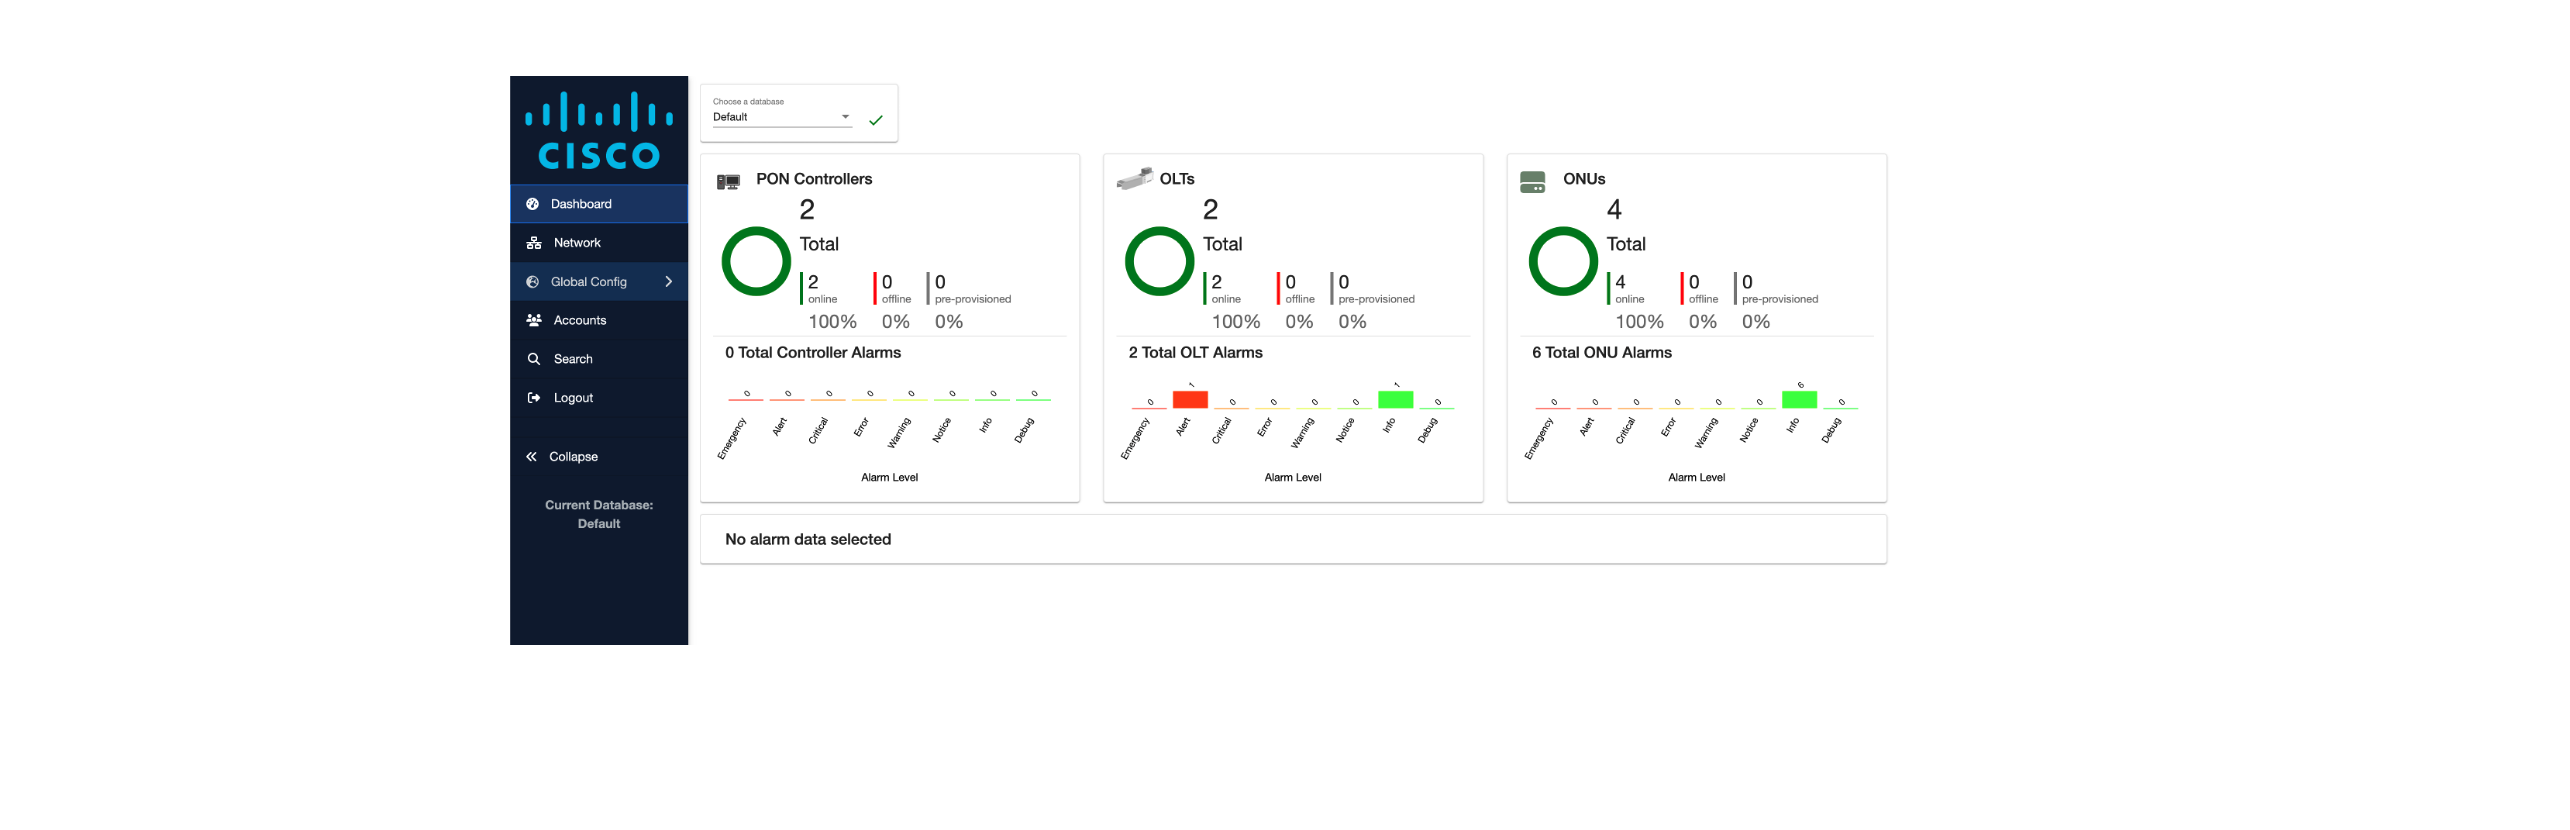 CISCO
Dashboard
Network
Global Config
Accounts
Search
Logout
Collapse
Current Database:
Default
Choose a database
Default
PON Controllers
2
Total
2 0 0
online offline pre-provisioned
100% 0% 0%
0 Total Controller Alarms
0 0 0 0 0 0 0 0
Emergency Alert Critical Error Warning Notice Info Debug
Alarm Level
OLTs
2
Total
2 0 0
online offline pre-provisioned
100% 0% 0%
2 Total OLT Alarms
0 1 0 0 0 0 1 0
Emergency Alert Critical Error Warning Notice Info Debug
Alarm Level
ONUs
4
Total
4 0 0
online offline pre-provisioned
100% 0% 0%
6 Total ONU Alarms
0 0 0 0 0 0 6 0
Emergency Alert Critical Error Warning Notice Info Debug
Alarm Level
No alarm data selected